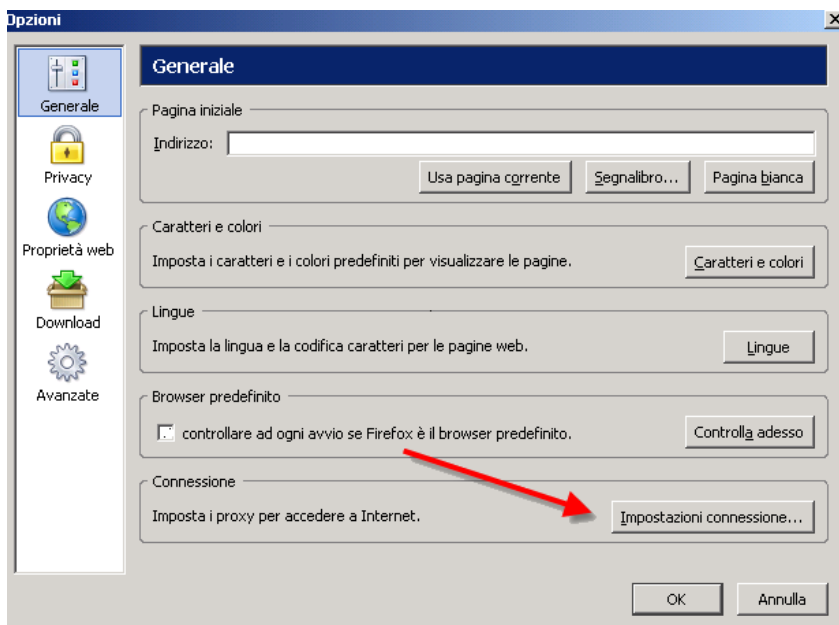 Opzioni
Generale
Privacy
Proprietà web
Download
Avanzate
Generale
Pagina iniziale
Indirizzo:
Usa pagina corrente Segnalibro... Pagina bianca
Caratteri e colori
Imposta i caratteri e i colori predefiniti per visualizzare le pagine. Caratteri e colori
Lingue
Imposta la lingua e la codifica caratteri per le pagine web. Lingue
Browser predefinito
controllare ad ogni avvio se Firefox è il browser predefinito. Controlla adesso
Connessione
Imposta i proxy per accedere a Internet. Impostazioni connessione...
OK Annulla